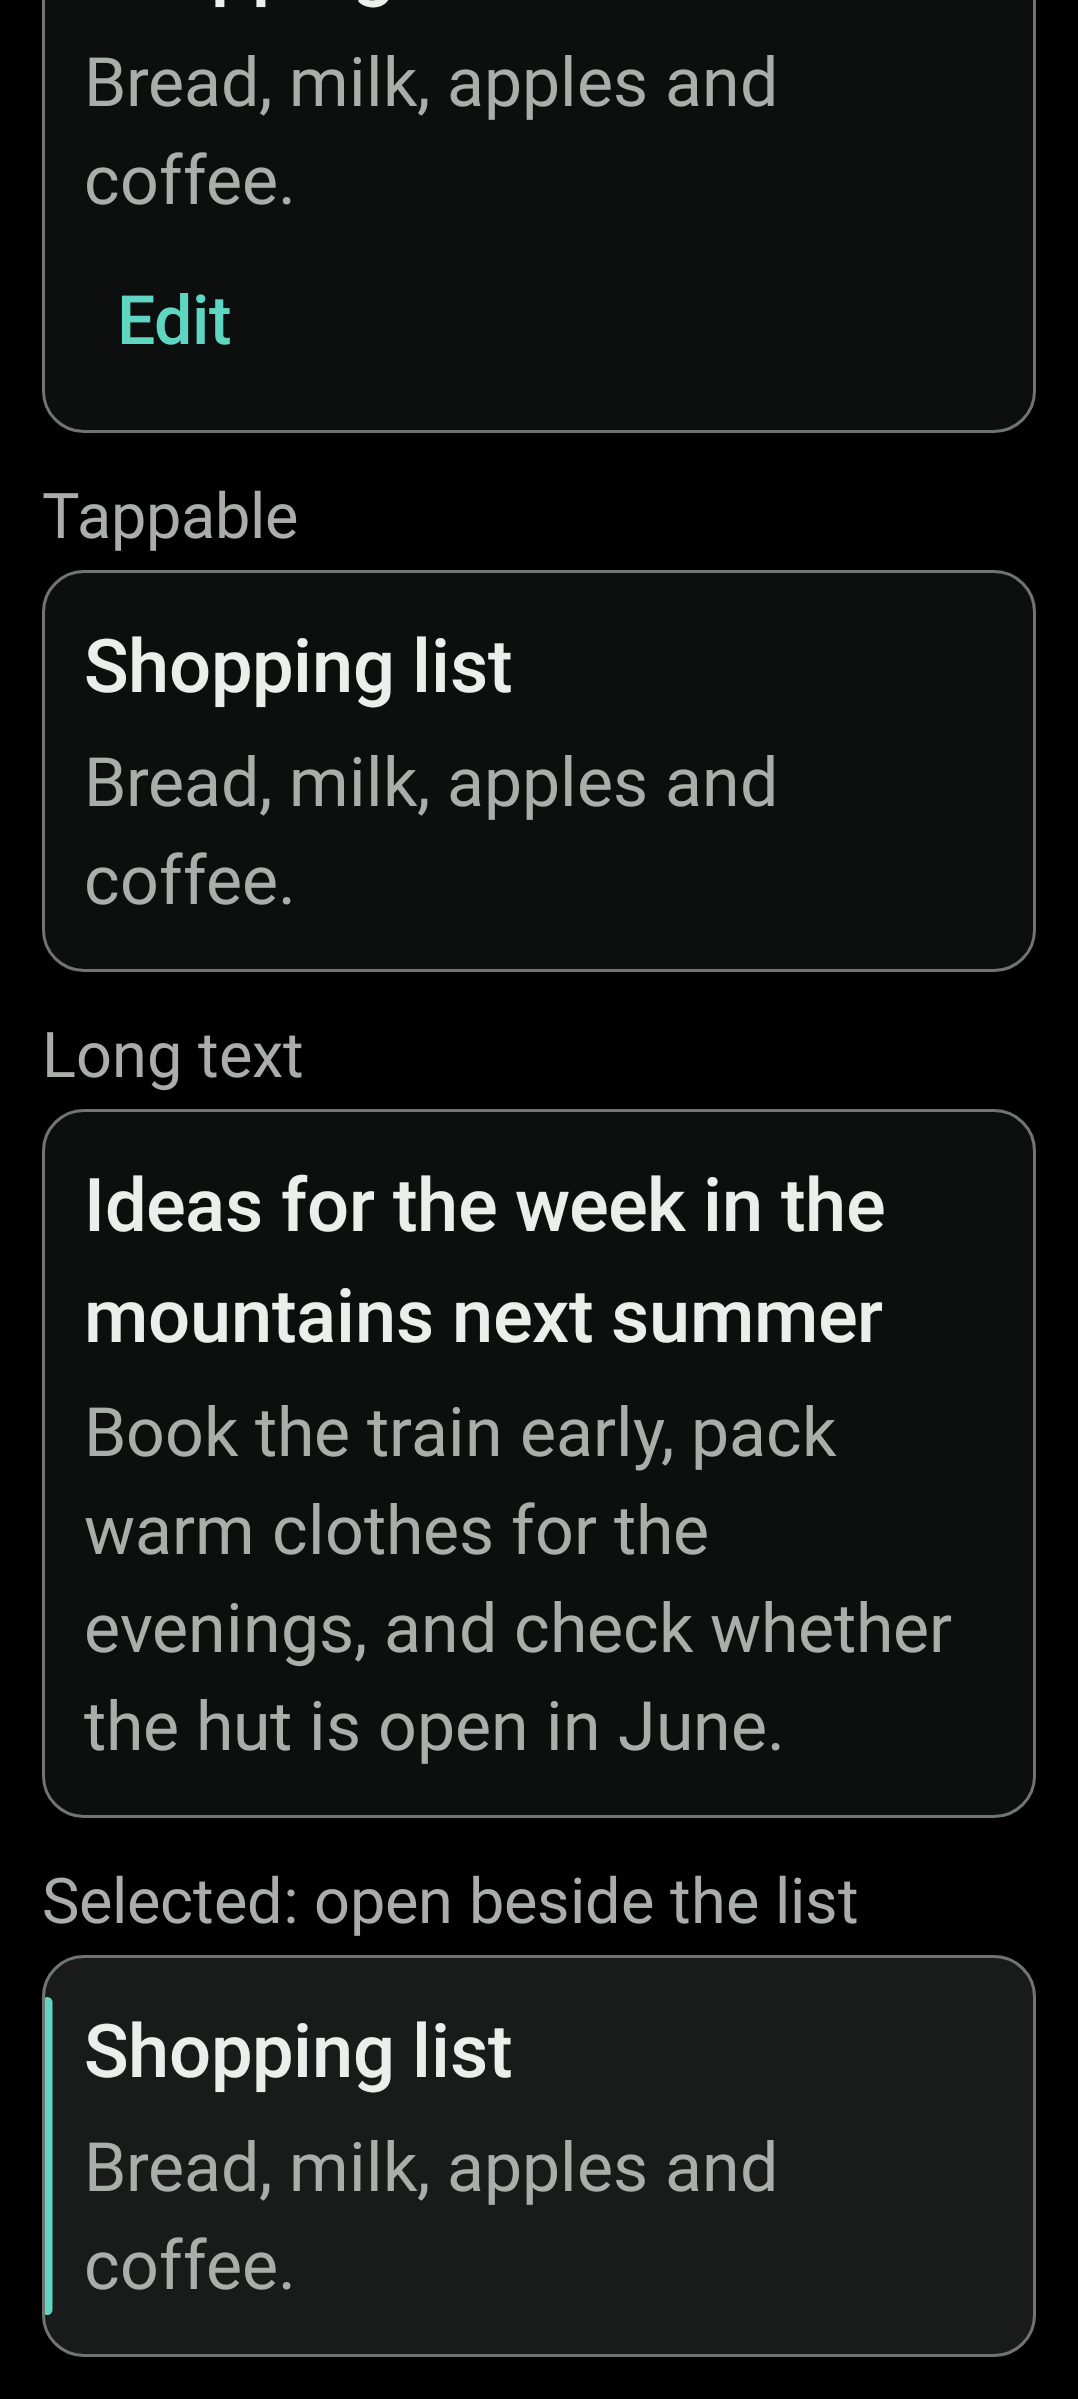 Bread, milk, apples and
coffee.
Edit
Tappable
Shopping list
Bread, milk, apples and
coffee.
Long text
Ideas for the week in the
mountains next summer
Book the train early, pack
warm clothes for the
evenings, and check whether
the hut is open in June.
Selected: open beside the list
Shopping list
Bread, milk, apples and
coffee.